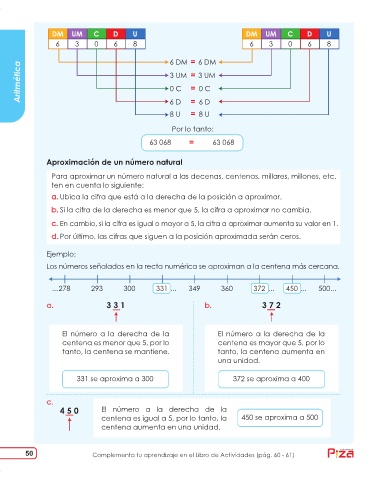 Aritmética
DM UM C D U
6 3 0 6 8
DM UM C D U
6 3 0 6 8
6 DM = 6 DM
3 UM = 3 UM
0 C = 0 C
6 D = 6 D
8 U = 8 U
Por lo tanto:
63 068 = 63 068
Aproximación de un número natural
Para aproximar un número natural a las decenas, centenas, millares, millones, etc.
ten en cuenta lo siguiente:
a. Ubica la cifra que está a la derecha de la posición a aproximar.
b. Si la cifra de la derecha es menor que 5, la cifra a aproximar no cambia.
c. En cambio, si la cifra es igual o mayor a 5, la cifra a aproximar aumenta su valor en 1.
d. Por último, las cifras que siguen a la posición aproximada serán ceros.
Ejemplo:
Los números señalados en la recta numérica se aproximan a la centena más cercana.
...278 293 300 331 ... 349 360 372 ... 450 ... 500...
a. 3 3 1
b. 3 7 2
El número a la derecha de la
centena es menor que 5, por lo
tanto, la centena se mantiene.
El número a la derecha de la
centena es mayor que 5, por lo
tanto, la centena aumenta en
una unidad.
331 se aproxima a 300
372 se aproxima a 400
c.
4 5 0
El número a la derecha de la
centena es igual a 5, por lo tanto, la
centena aumenta en una unidad.
450 se aproxima a 500
50
Complementa tu aprendizaje en el Libro de Actividades (pág. 60 - 61)